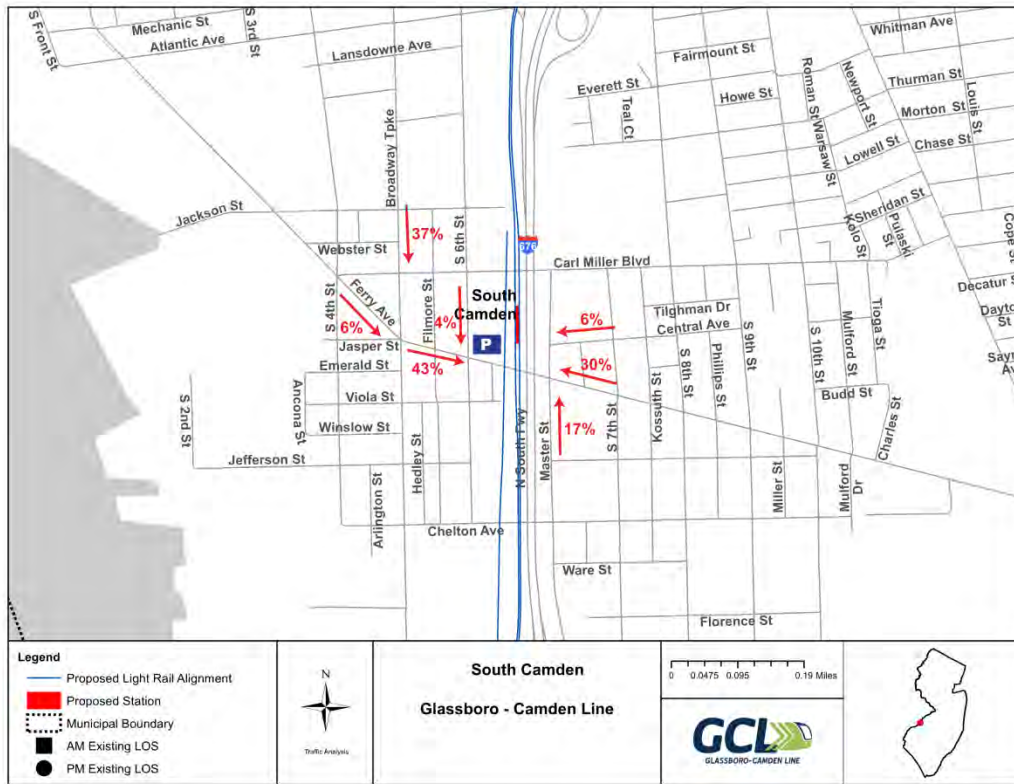 S Front St
Mechanic St
Atlantic Ave
S 3rd St
Lansdowne Ave
Broadway Tpke
Everett St
Teal Ct
Fairmount St
Howe St
Roman St
Warsaw St
Newport St
Whitman Ave
Thurman St
Louis St
Morton St
Chase St
Lowell St
Sheridan St
Kolo St
Pulaski St
Cope St
Decatur St
Jackson St
37%
Webster St
S 6th St
676
Carl Miller Blvd
S 4th St
Ferry Ave
Fillmore St
South
Camden
4%
6%
P
6%
Tilghman Dr
Central Ave
Jasper St
43%
Emerald St
30%
Viola St
Ancona St
S 2nd St
Winslow St
Jefferson St
Hedley St
Arlington St
N South Fwy
Master St
17%
S 7th St
Kossuth St
S 8th St
Phillips St
S 9th St
S 10th St
Mulford St
Tioga St
Budd St
Charles St
Miller St
Mulford
Dr
Chelton Ave
Ware St
Florence St
Legend
Proposed Light Rail Alignment
Proposed Station
Municipal Boundary
AM Existing LOS
PM Existing LOS
N
Traffic Analysis
South Camden
Glassboro - Camden Line
0 0.0475 0.095 0.19 Miles
GCL
GLASSBORO-CAMDEN LINE